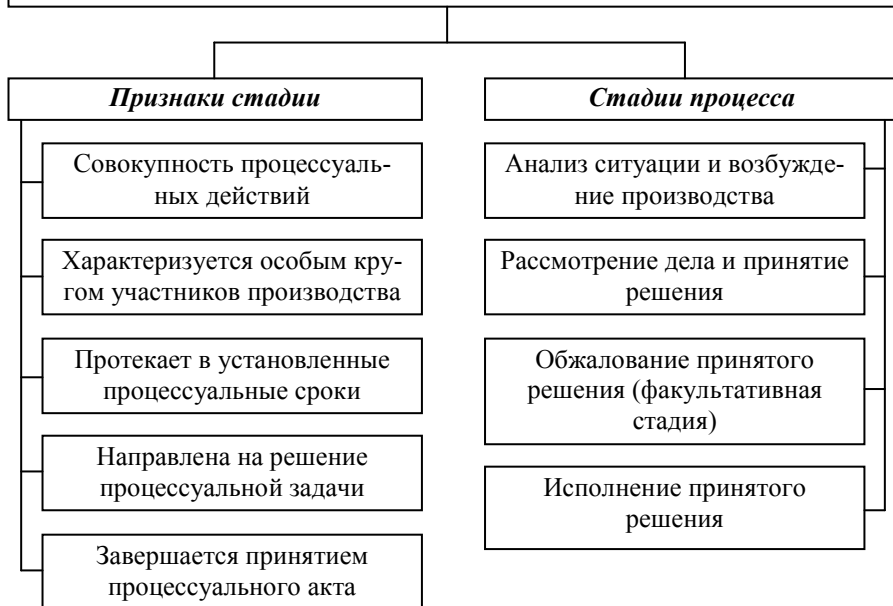 Признаки стадии
Совокупность процессуаль-
ных действий
Характеризуется особым кру-
гом участников производства
Протекает в установленные
процессуальные сроки
Направлена на решение
процессуальной задачи
Завершается принятием
процессуального акта
Стадии процесса
Анализ ситуации и возбужде-
ние производства
Рассмотрение дела и принятие
решения
Обжалование принятого
решения (факультативная
стадия)
Исполнение принятого
решения